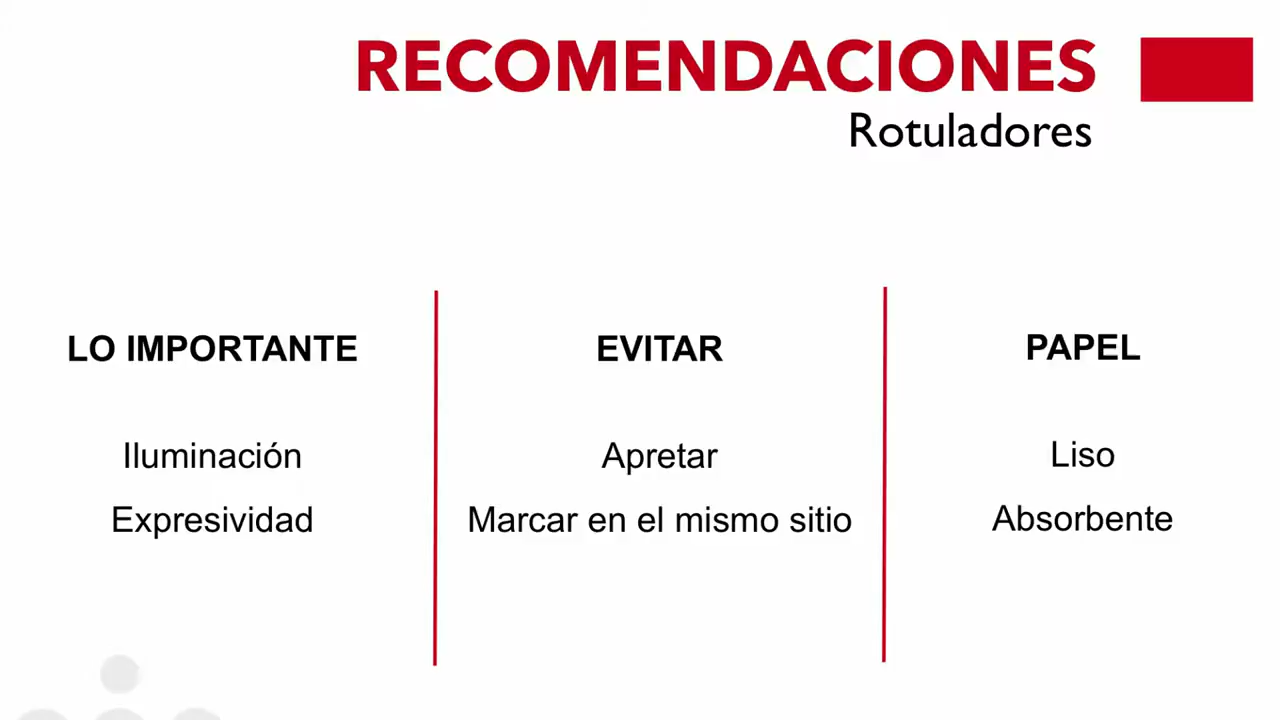 RECOMENDACIONES
Rotuladores
LO IMPORTANTE
Iluminación
Expresividad
EVITAR
Apretar
Marcar en el mismo sitio
PAPEL
Liso
Absorbente